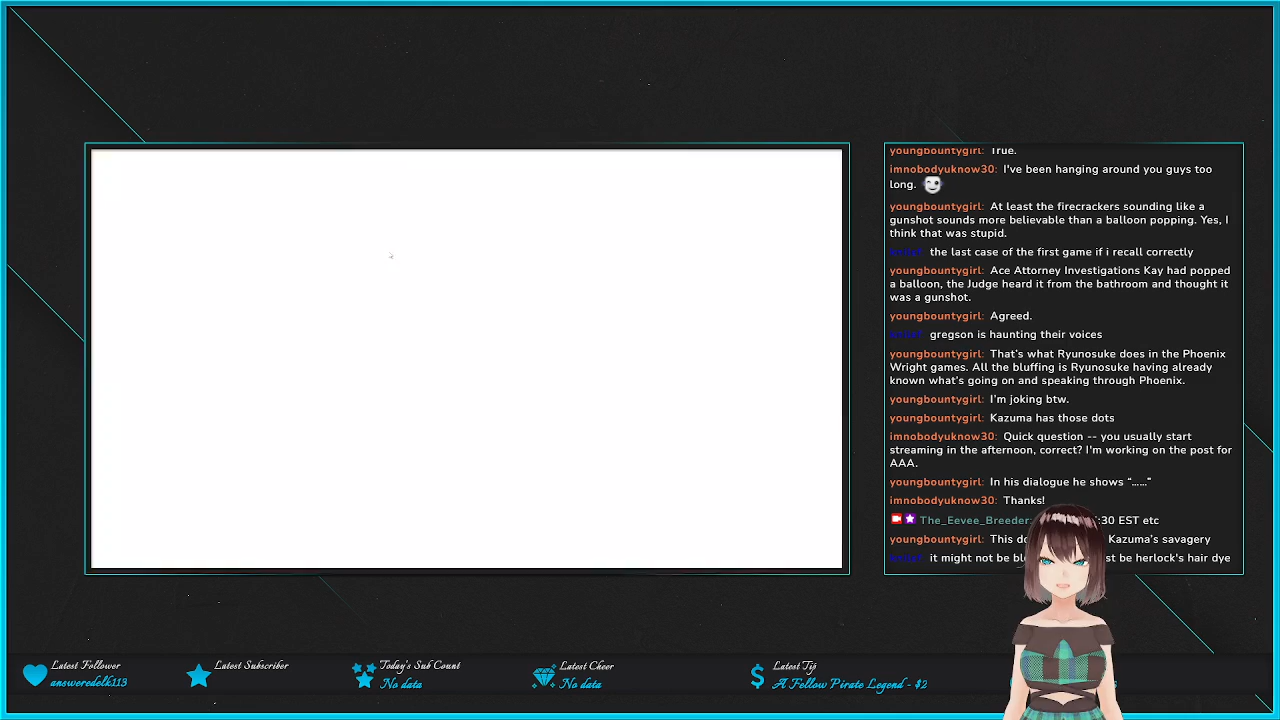 youngbountygirl: True.
imnobodyuknow30: I've been hanging around you guys too
long.
youngbountygirl: At least the firecrackers sounding like a
gunshot sounds more believable than a balloon popping. Yes, I
think that was stupid.
the last case of the first game if i recall correctly
youngbountygirl: Ace Attorney Investigations Kay had popped
a balloon, the Judge heard it from the bathroom and thought it
was a gunshot.
youngbountygirl: Agreed.
gregson is haunting their voices
youngbountygirl: That's what Ryunosuke does in the Phoenix
Wright games. All the bluffing is Ryunosuke having already
known what's going on and speaking through Phoenix.
youngbountygirl: I'm joking btw.
youngbountygirl: Kazuma has those dots
imnobodyuknow30: Quick question -- you usually start
streaming in the afternoon, correct? I'm working on the post for
AAA.
youngbountygirl: In his dialogue he shows “......”
imnobodyuknow30: Thanks!
The_Eevee_Breeder: :30 EST etc
youngbountygirl: This Kazuma's savagery
it might not be herlock's hair dye
Latest Follower
answeredelk113
Latest Subscriber
Today's Sub Count
No data
Latest Cheer
No data
Latest Tip
A Fellow Pirate Legend - $2